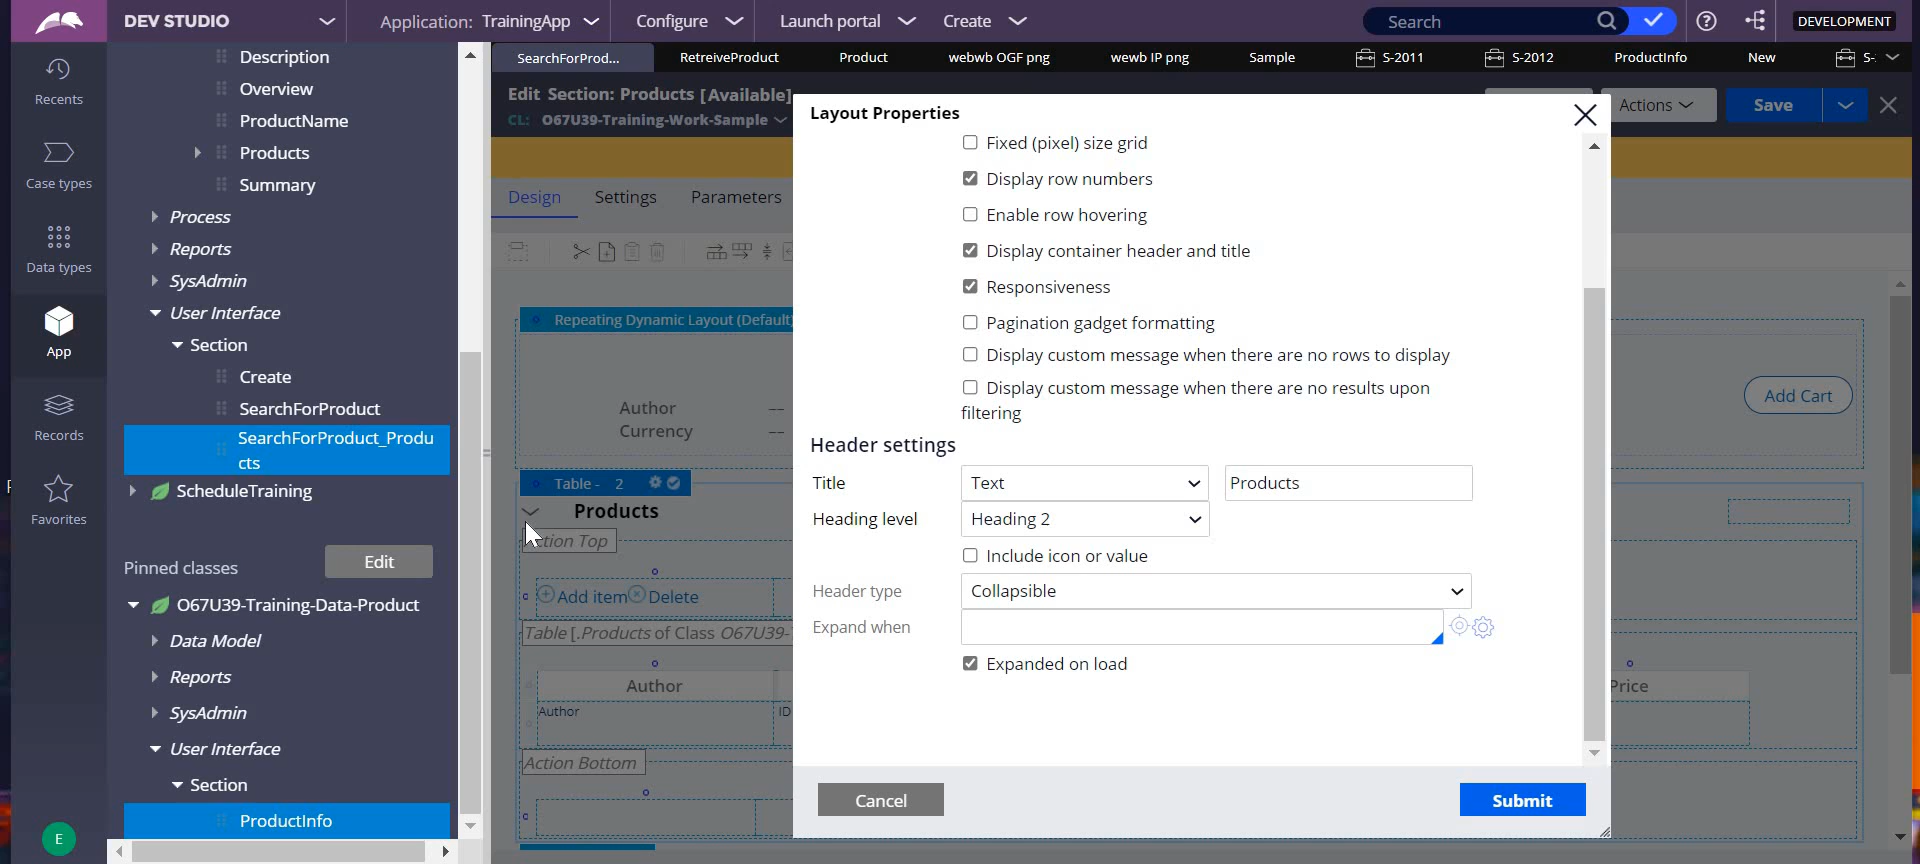 DEV STUDIO
Application: TrainingApp
Configure
Launch portal
Create
Search
DEVELOPMENT
Recents
Case types
Data types
App
Records
Favorites
E
Description
Overview
ProductName
Products
Summary
Process
Reports
SysAdmin
User Interface
Section
Create
SearchForProduct
SearchForProduct_Produ
cts
ScheduleTraining
Pinned classes
Edit
O67U39-Training-Data-Product
Data Model
Reports
SysAdmin
User Interface
Section
ProductInfo
SearchForProd...
RetreiveProduct
Product
webwb OGF png
wewb IP png
Sample
S-2011
S-2012
ProductInfo
New
S-
Edit Section: Products [Available]
CL: O67U39-Training-Work-Sample
Actions
Save
Design
Settings
Parameters
Repeating Dynamic Layout (Default)
Author --
Currency --
Add Cart
Table - 2
Products
Action Top
Add item
Delete
Table [.Products of Class O67U39-
Author
Author
ID
Price
Action Bottom
Layout Properties
Fixed (pixel) size grid
Display row numbers
Enable row hovering
Display container header and title
Responsiveness
Pagination gadget formatting
Display custom message when there are no rows to display
Display custom message when there are no results upon
filtering
Header settings
Title
Text
Products
Heading level
Heading 2
Include icon or value
Header type
Collapsible
Expand when
Expanded on load
Cancel
Submit